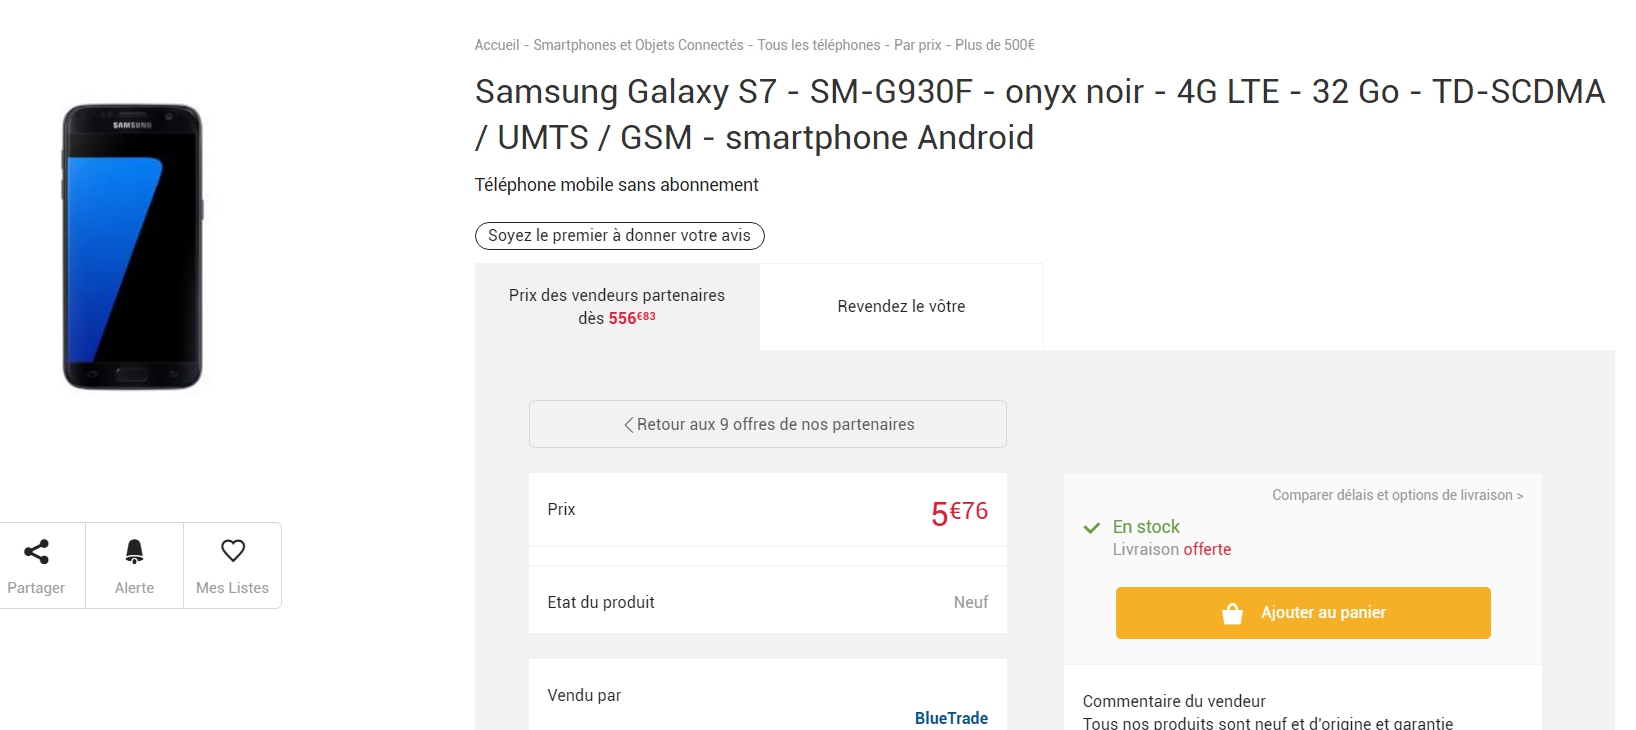 Accueil - Smartphones et Objets Connectés - Tous les téléphones - Par prix - Plus de 500€
Samsung Galaxy S7 - SM-G930F - onyx noir - 4G LTE - 32 Go - TD-SCDMA
/ UMTS / GSM - smartphone Android
SAMSUNG
Téléphone mobile sans abonnement
Soyez le premier à donner votre avis
Prix des vendeurs partenaires
dès 556€83
Revendez le vôtre
Retour aux 9 offres de nos partenaires
Prix
5€76
Etat du produit
Neuf
Vendu par
BlueTrade
Comparer délais et options de livraison >
En stock
Livraison offerte
Ajouter au panier
Commentaire du vendeur
Tous nos produits sont neuf et d'origine et garantie
Partager
Alerte
Mes Listes